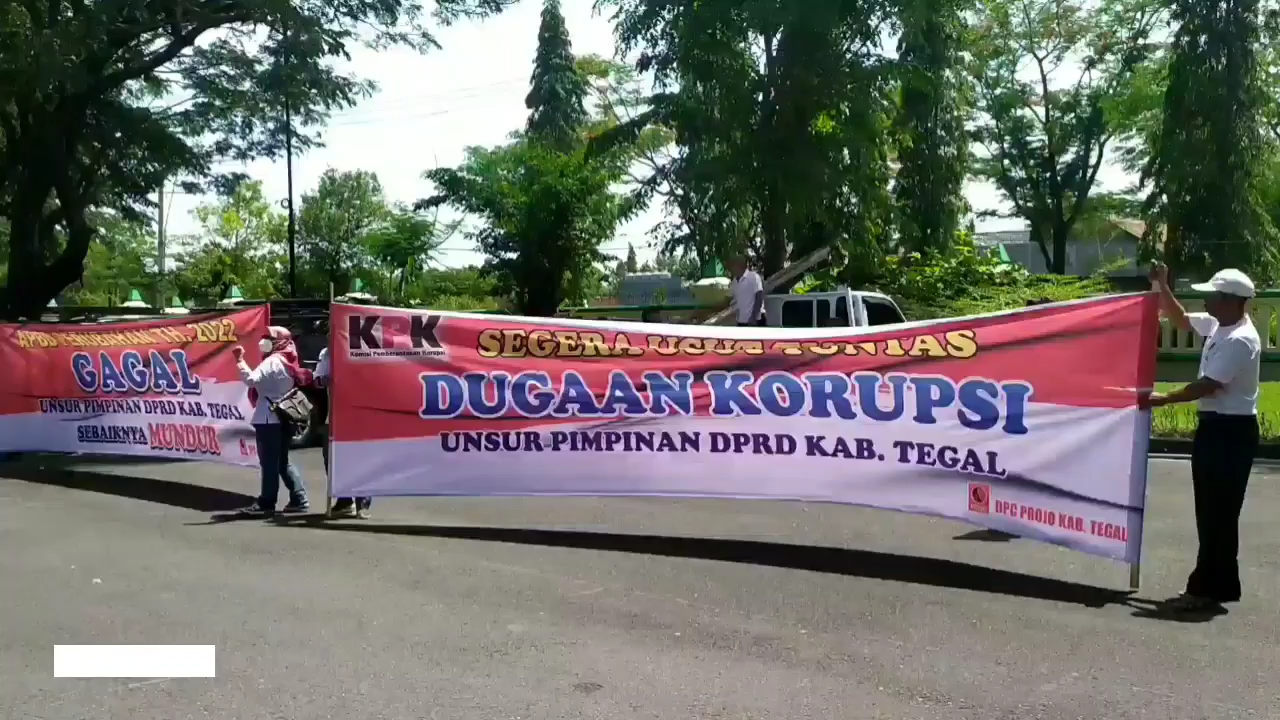 APBD PERUBAHAN TH. 2022
GAGAL
UNSUR PIMPINAN DPRD KAB. TEGAL
SEBAIKNYA MUNDUR
KPK
Komisi Pemberantasan Korupsi
SEGERA USUT TUNTAS
DUGAAN KORUPSI
UNSUR PIMPINAN DPRD KAB. TEGAL
DPC PROJO KAB. TEGAL